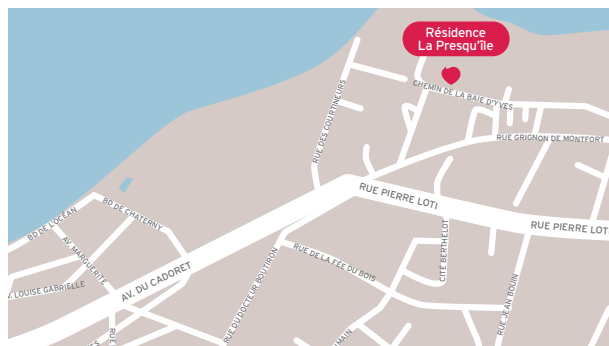 Résidence
La Presqu'île
CHEMIN DE LA BAIE D'YVES
RUE DES COURTINEURS
RUE GRIGNON DE MONTFORT
RUE PIERRE LOTI
RUE PIERRE LOTI
BD DE L'OCÉAN
BD DE CHATERNY
AV. MARGUERITE
LOUISE GABRIELLE
AV. DU CADORET
RUE DU DOCTEUR BOUTIRON
RUE DE LA FÉE DU BOIS
CITÉ BERTHELOT
RUE JEAN BOUIN
RUE